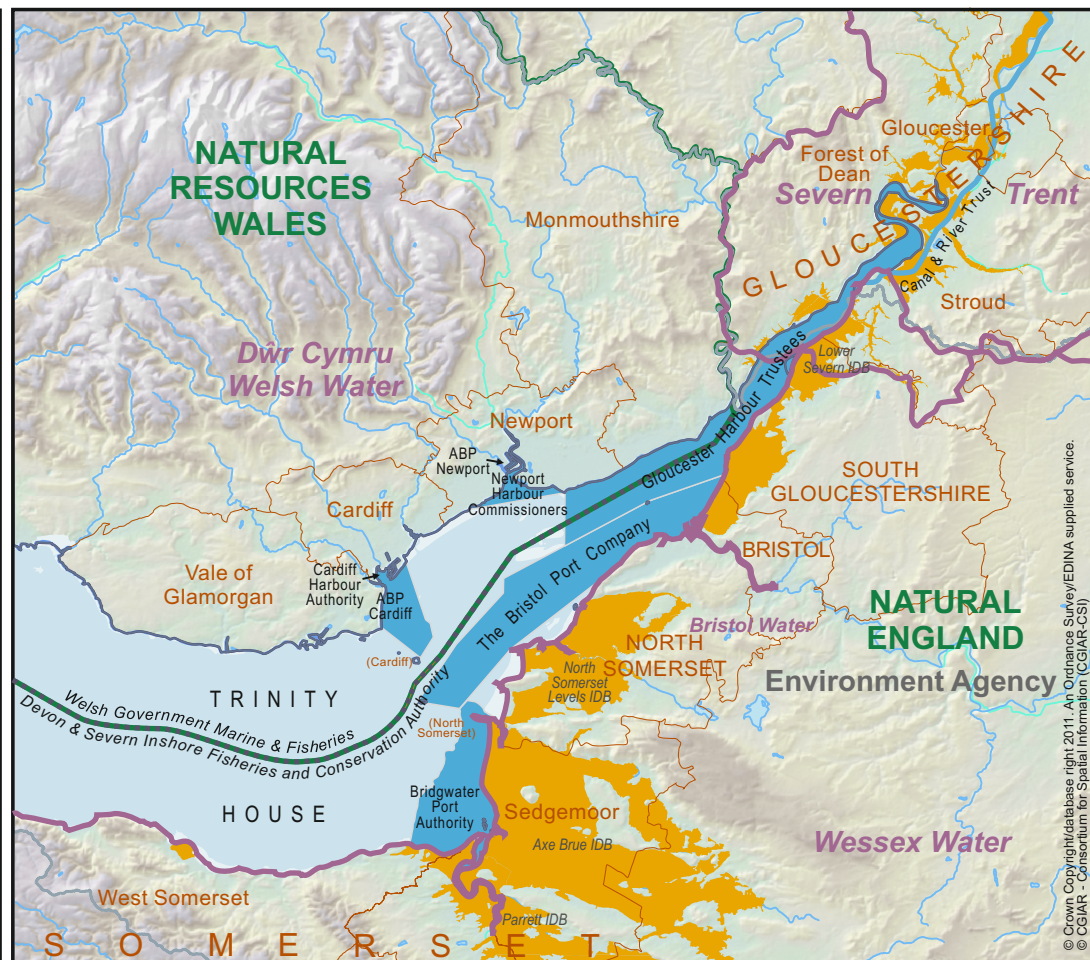 NATURAL
RESOURCES
WALES
Monmouthshire
Gloucester
Forest of
Dean
Severn
Trent
GLOUCESTERSHIRE
Canal & River Trust
Stroud
Dŵr Cymru
Welsh Water
Lower
Severn IDB
Gloucester Harbour Trustees
Newport
ABP
Newport
Newport
Harbour
Commissioners
SOUTH
GLOUCESTERSHIRE
Cardiff
Cardiff
Harbour
Authority
ABP
Cardiff
Vale of
Glamorgan
The Bristol Port Company
BRISTOL
Bristol Water
NATURAL
ENGLAND
Environment Agency
NORTH
SOMERSET
North
Somerset
Levels IDB
(Cardiff)
TRINITY
Welsh Government Marine & Fisheries
Devon & Severn Inshore Fisheries and Conservation Authority
(North
Somerset)
HOUSE
Bridgwater
Port
Authority
Sedgemoor
Axe Brue IDB
Wessex Water
West Somerset
Parrett IDB
SOMERSET
© Crown Copyright/database right 2011. An Ordnance Survey/EDINA supplied service.
© CGIAR - Consortium for Spatial Information (CGIAR-CSI)